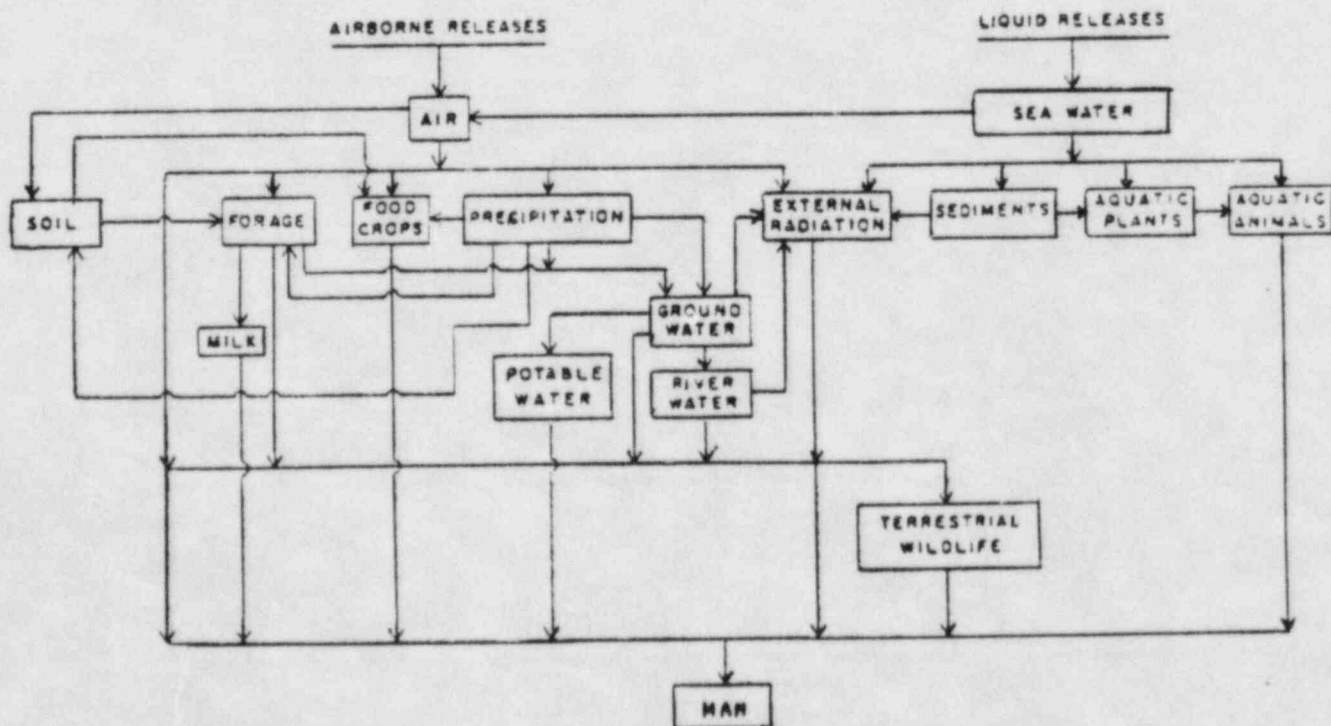 AIRBORNE RELEASES
LIQUID RELEASES
AIR
SEA WATER
SOIL
FORAGE
FOOD
CROPS
PRECIPITATION
EXTERNAL
RADIATION
SEDIMENTS
AQUATIC
PLANTS
AQUATIC
ANIMALS
GROUND
WATER
MILK
POTABLE
WATER
RIVER
WATER
TERRESTRIAL
WILDLIFE
MAN